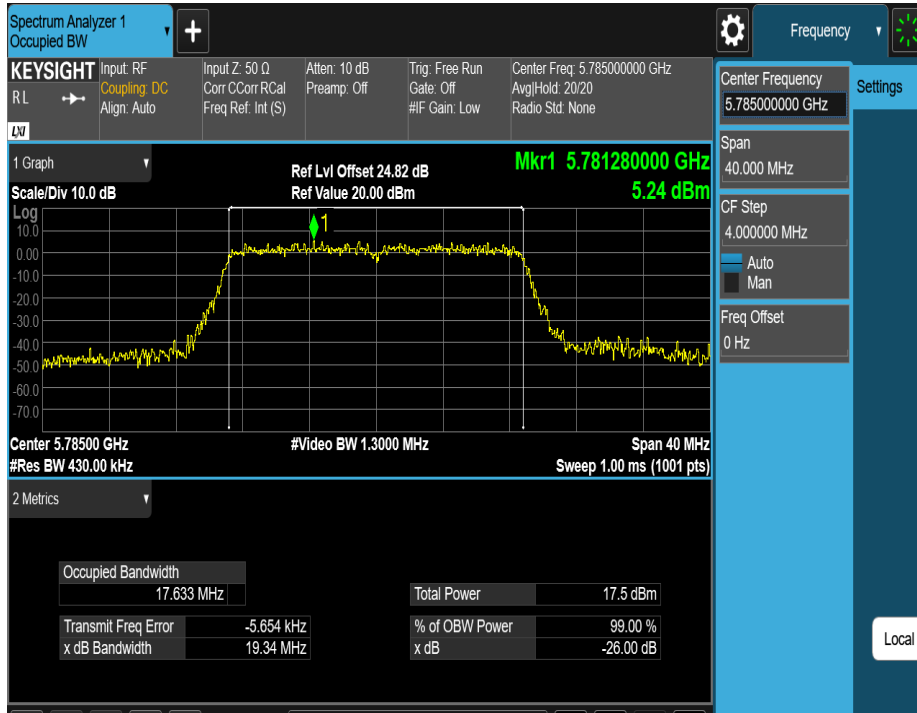 Spectrum Analyzer 1
Occupied BW
+
Frequency
KEYSIGHT
R L
LXI
Input: RF
Coupling: DC
Align: Auto
Input Z: 50 Ω
Corr CCorr RCal
Freq Ref: Int (S)
Atten: 10 dB
Preamp: Off
Trig: Free Run
Gate: Off
#IF Gain: Low
Center Freq: 5.785000000 GHz
Avg|Hold: 20/20
Radio Std: None
Center Frequency
5.785000000 GHz
Settings
Span
40.000 MHz
CF Step
4.000000 MHz
Auto
Man
Freq Offset
0 Hz
1 Graph
Scale/Div 10.0 dB
Ref Lvl Offset 24.82 dB
Ref Value 20.00 dBm
Mkr1 5.781280000 GHz
5.24 dBm
Log
10.0
0.00
-10.0
-20.0
-30.0
-40.0
-50.0
-60.0
-70.0
1
Center 5.78500 GHz
#Video BW 1.3000 MHz
Span 40 MHz
#Res BW 430.00 kHz
Sweep 1.00 ms (1001 pts)
2 Metrics
Occupied Bandwidth
17.633 MHz
Total Power 17.5 dBm
Transmit Freq Error -5.654 kHz
% of OBW Power 99.00 %
x dB Bandwidth 19.34 MHz
x dB -26.00 dB
Local